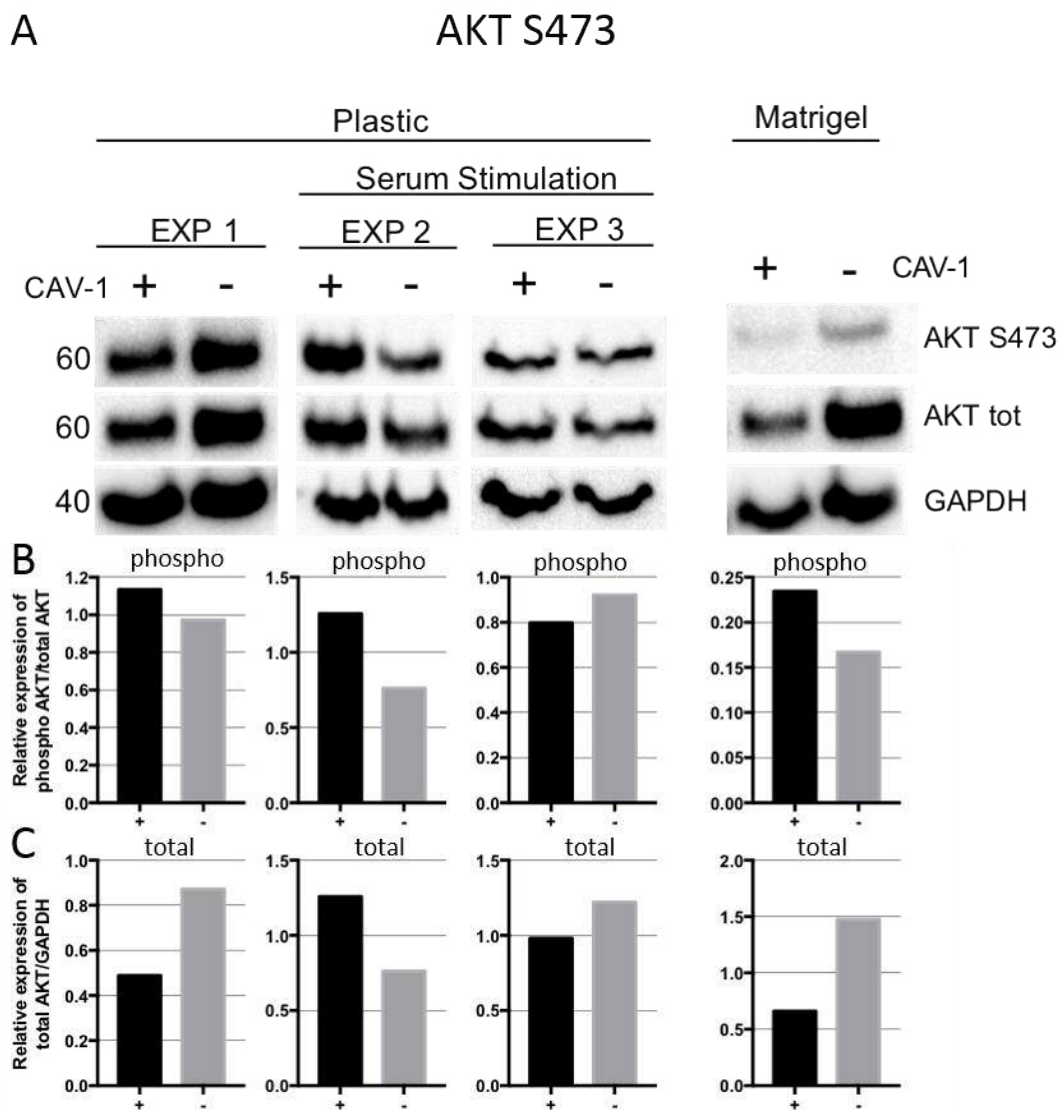 A AKT S473
Plastic Matrigel
Serum Stimulation
EXP 1 EXP 2 EXP 3
CAV-1 + - + - + - + - CAV-1
60 AKT S473
60 AKT tot
40 GAPDH
B phospho phospho phospho phospho
Relative expression of
phospho AKT/total AKT
1.2 1.0 0.8 0.6 0.4 0.2 0.0
1.5 1.0 0.5 0.0
1.0 0.8 0.6 0.4 0.2 0.0
0.25 0.20 0.15 0.10 0.05 0.00
+ - + - + - + -
C total total total total
Relative expression of
total AKT/GAPDH
1.0 0.8 0.6 0.4 0.2 0.0
1.5 1.0 0.5 0.0
1.5 1.0 0.5 0.0
2.0 1.5 1.0 0.5 0.0
+ - + - + - + -